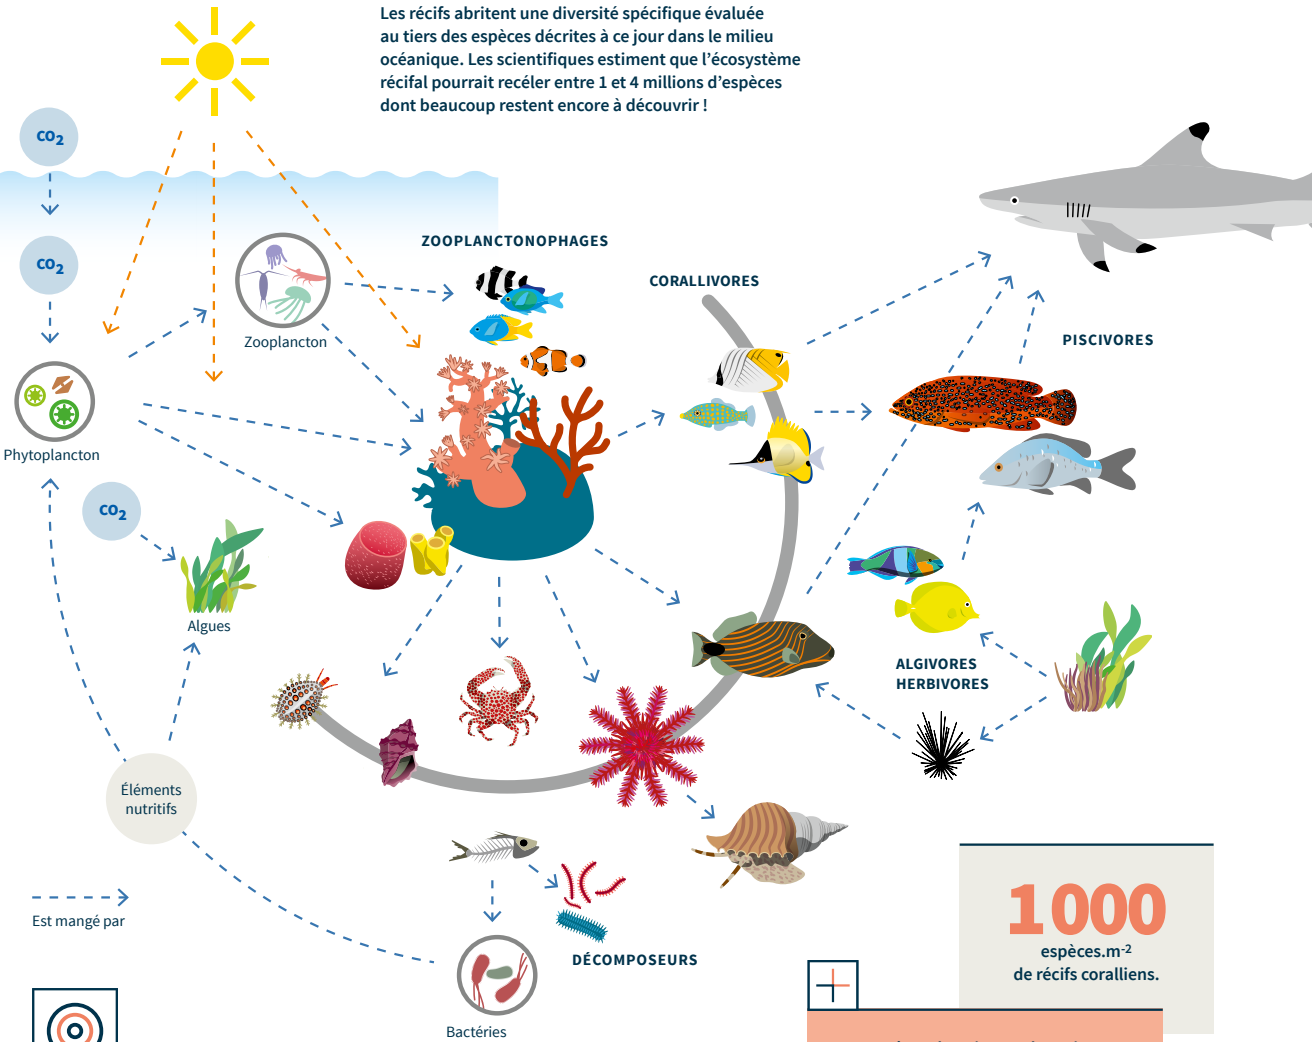 Les récifs abritent une diversité spécifique évaluée
au tiers des espèces décrites à ce jour dans le milieu
océanique. Les scientifiques estiment que l'écosystème
récifal pourrait recéler entre 1 et 4 millions d'espèces
dont beaucoup restent encore à découvrir !
CO2
CO2
ZOOPLANCTONOPHAGES
CORALLIVORES
Zooplancton
PISCIVORES
Phytoplancton
CO2
Algues
ALGIVORES
HERBIVORES
Éléments
nutritifs
Est mangé par
DÉCOMPOSEURS
Bactéries
1 000
espèces.m-2
de récifs coralliens.